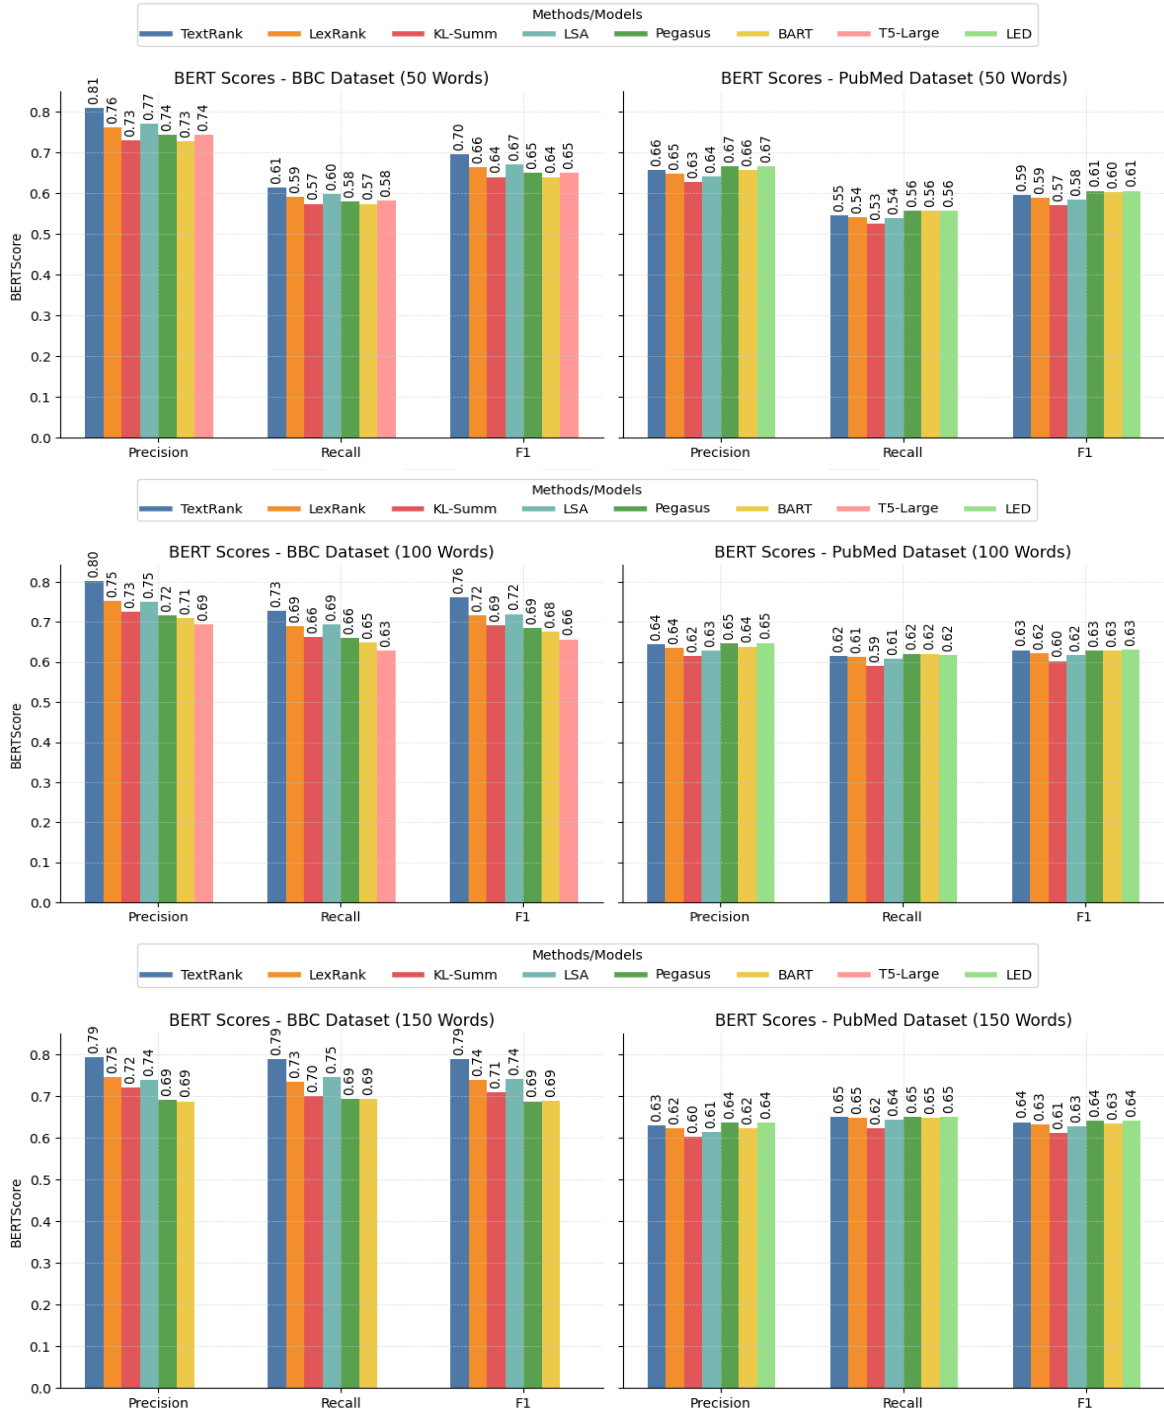 Methods/Models
TextRank LexRank KL-Summ LSA Pegasus BART T5-Large LED
BERT Scores - BBC Dataset (50 Words)
BERTScore
0.8
0.7
0.6
0.5
0.4
0.3
0.2
0.1
0.0
0.81 0.76 0.73 0.77 0.74 0.73 0.74
0.61 0.59 0.57 0.60 0.58 0.57 0.58
0.70 0.66 0.64 0.67 0.65 0.64 0.65
Precision Recall F1
BERT Scores - PubMed Dataset (50 Words)
0.66 0.65 0.63 0.64 0.67 0.66 0.67
0.55 0.54 0.53 0.54 0.56 0.56 0.56
0.59 0.59 0.57 0.58 0.61 0.60 0.61
Precision Recall F1
Methods/Models
TextRank LexRank KL-Summ LSA Pegasus BART T5-Large LED
BERT Scores - BBC Dataset (100 Words)
BERTScore
0.8
0.7
0.6
0.5
0.4
0.3
0.2
0.1
0.0
0.80 0.75 0.73 0.75 0.72 0.71 0.69
0.73 0.69 0.66 0.69 0.66 0.65 0.63
0.76 0.72 0.69 0.72 0.69 0.68 0.66
Precision Recall F1
BERT Scores - PubMed Dataset (100 Words)
0.64 0.64 0.62 0.63 0.65 0.64 0.65
0.62 0.61 0.59 0.61 0.62 0.62 0.62
0.63 0.62 0.60 0.62 0.63 0.63 0.63
Precision Recall F1
Methods/Models
TextRank LexRank KL-Summ LSA Pegasus BART T5-Large LED
BERT Scores - BBC Dataset (150 Words)
BERTScore
0.8
0.7
0.6
0.5
0.4
0.3
0.2
0.1
0.0
0.79 0.75 0.72 0.74 0.69 0.69
0.79 0.73 0.70 0.75 0.69 0.69
0.79 0.74 0.71 0.74 0.69 0.69
Precision Recall F1
BERT Scores - PubMed Dataset (150 Words)
0.63 0.62 0.60 0.61 0.64 0.62 0.64
0.65 0.65 0.62 0.64 0.65 0.65 0.65
0.64 0.63 0.61 0.63 0.64 0.63 0.64
Precision Recall F1